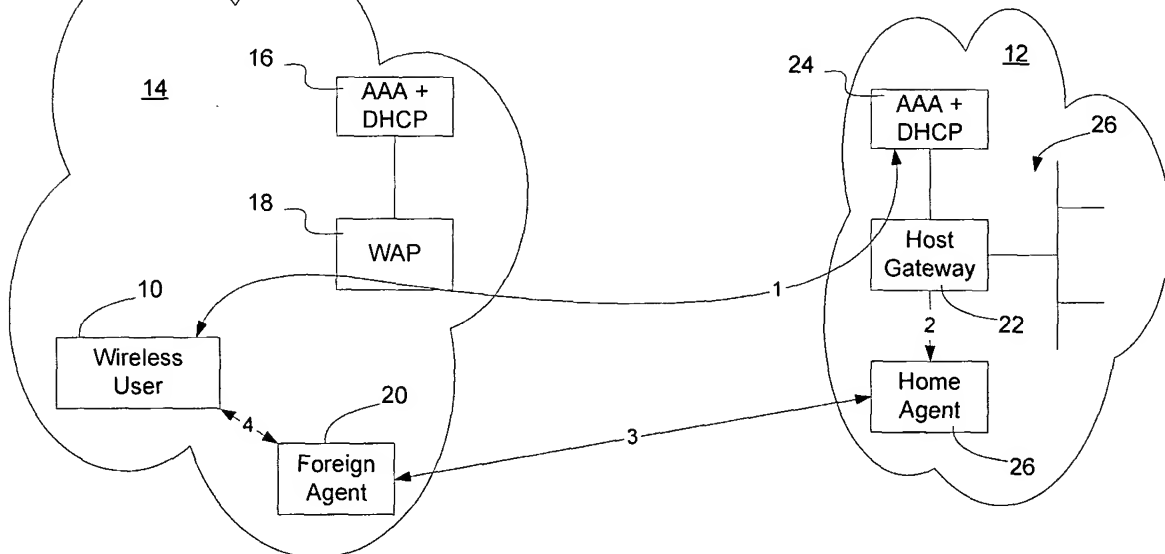 14
16
AAA +
DHCP
18
WAP
10
Wireless
User
4
20
Foreign
Agent
1
3
12
24
AAA +
DHCP
26
Host
Gateway
22
2
Home
Agent
26